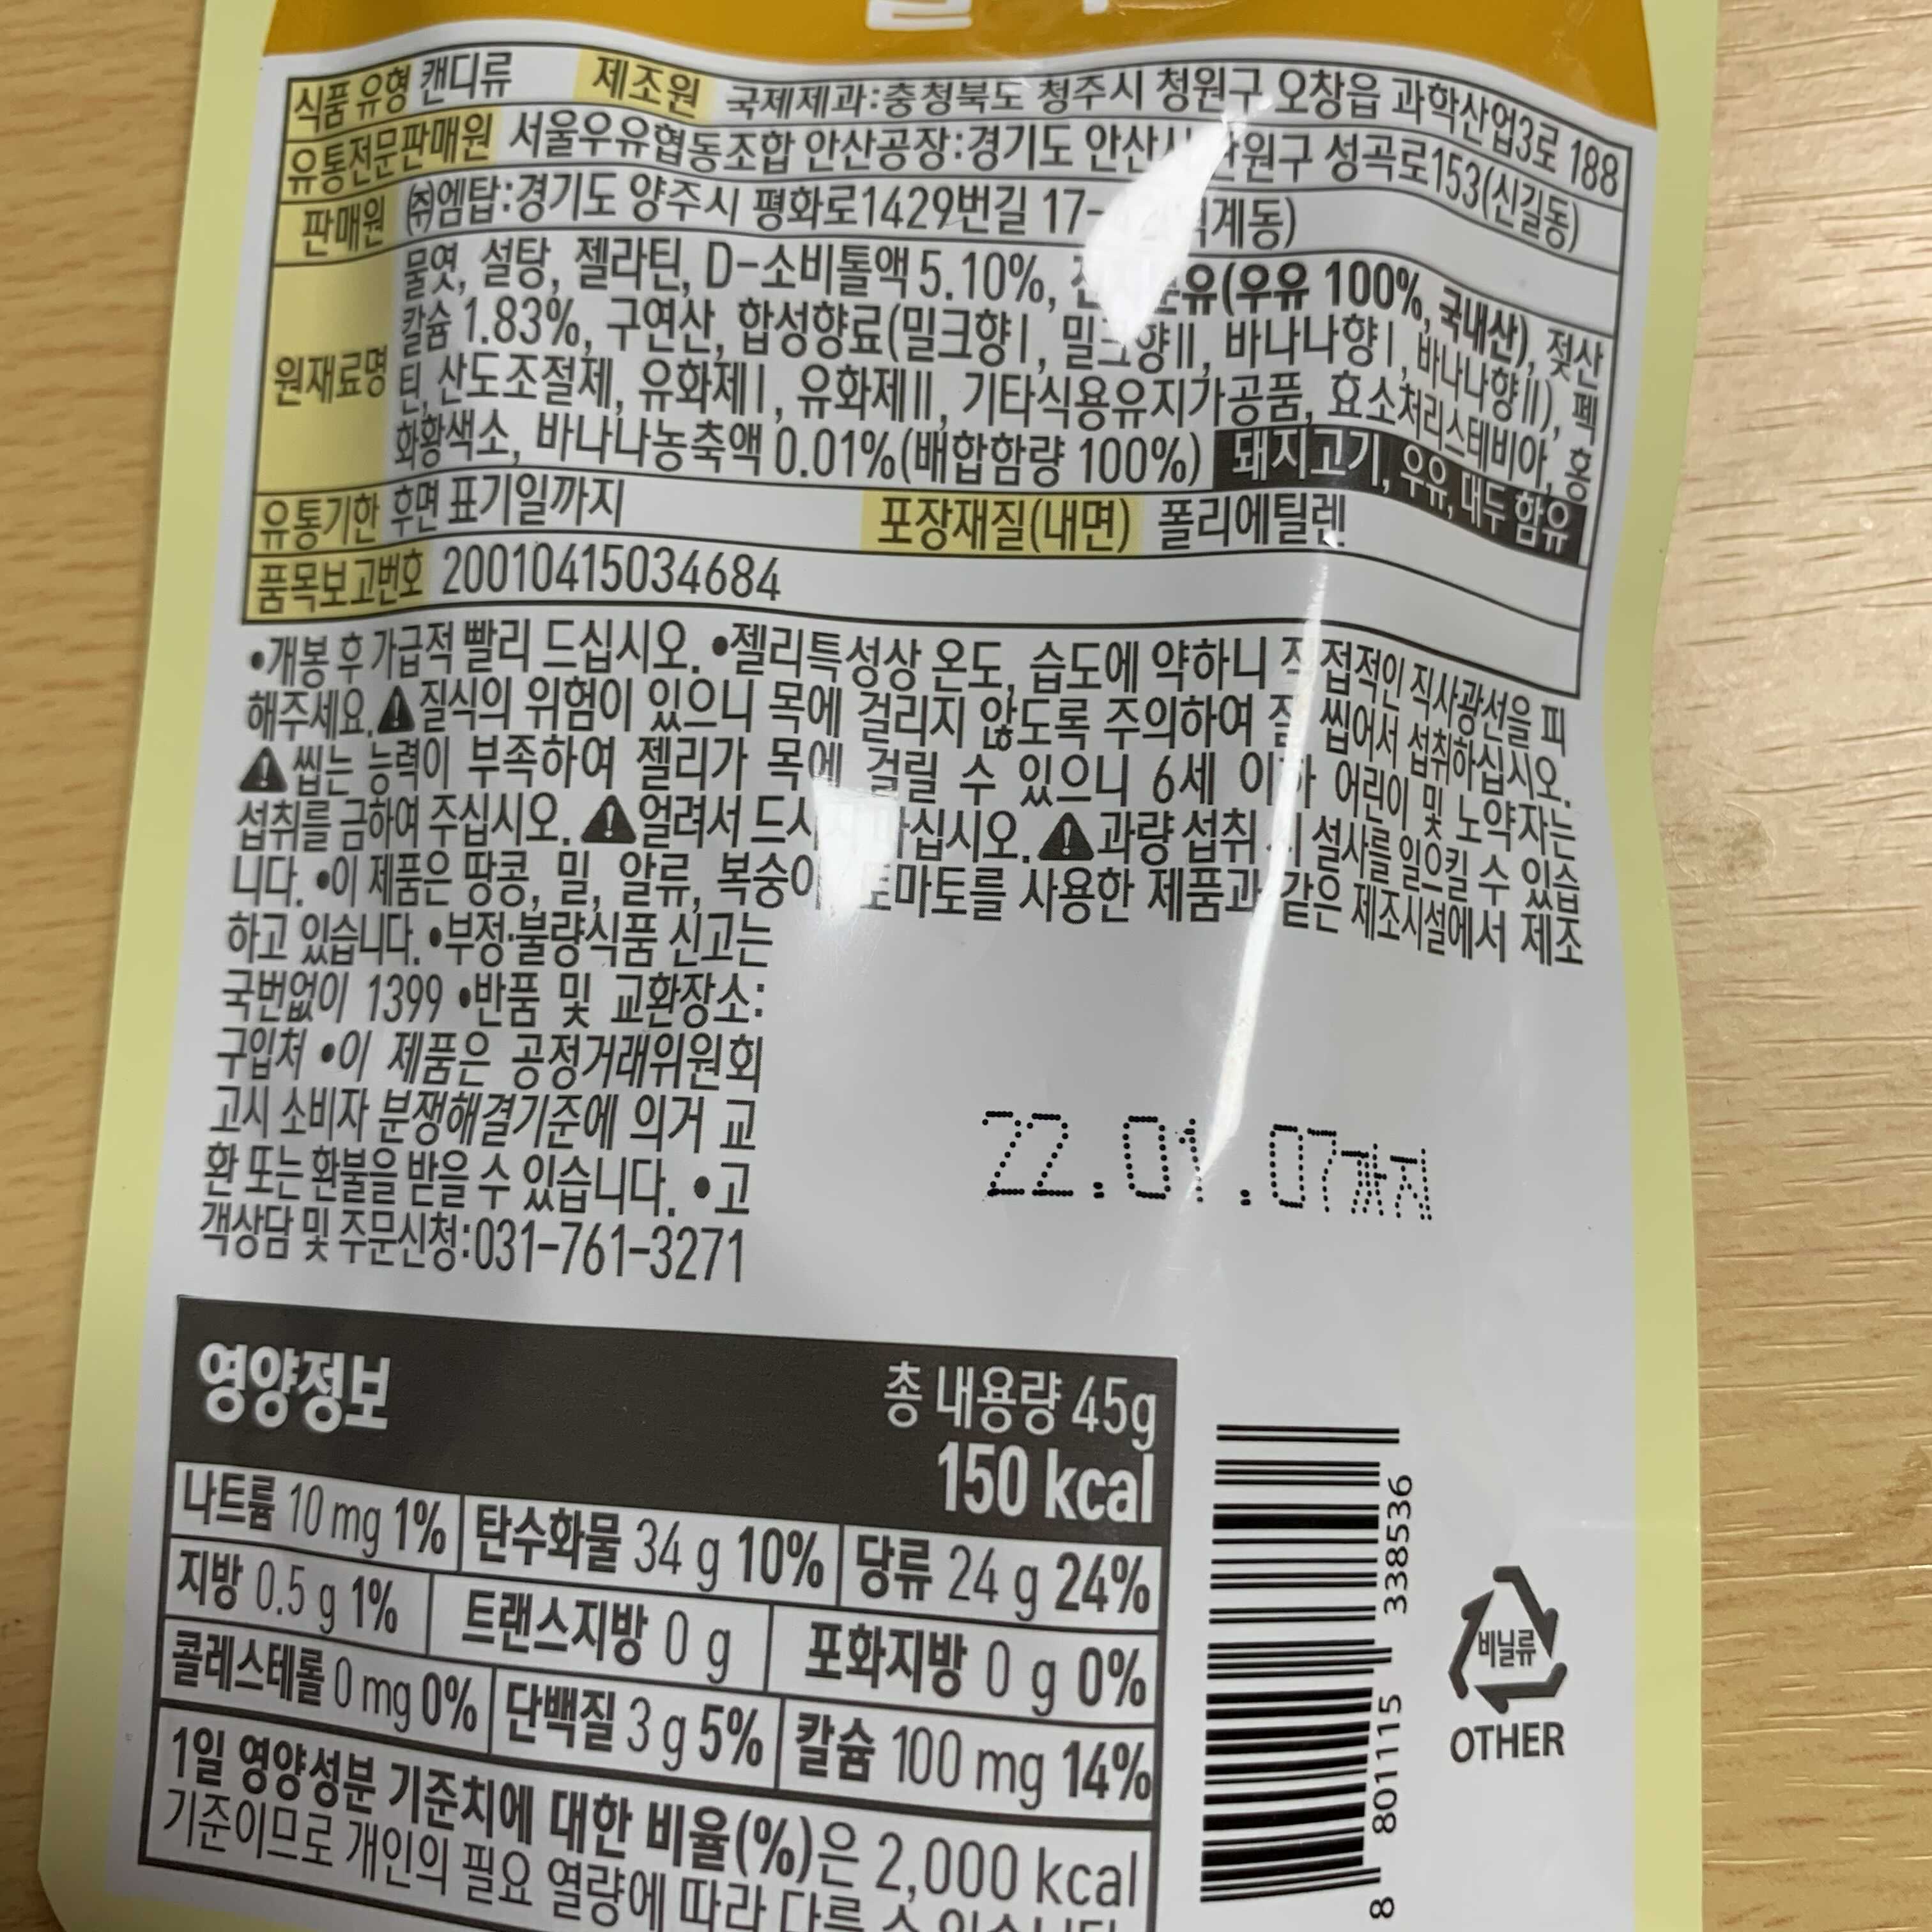 식품유형 캔디류 제조원 국제제과:충청북도 청주시 청원구 오창읍 과학산업3로 188
유통전문판매원 서울우유협동조합 안산공장:경기도 성곡로153(신길동)
판매원 ㈜엠탑:경기도 양주시 평화로1429번길
원재료명 물엿, 설탕, 젤라틴, D-소비톨액 5.10%, (우유 100%, 국내산), 젖산
칼슘 1.83%, 구연산, 합성향료(밀크향Ⅰ, 밀크향Ⅱ, 바나나향Ⅰ, 바나나향Ⅱ), 펙
틴, 산도조절제, 유화제Ⅰ, 유화제Ⅱ, 기타식용유지가공품, 효소처리스테비아, 홍
화황색소, 바나나농축액 0.01%(배합함량 100%) 돼지고기, 우유, 대두 함유
유통기한 후면 표기일까지 포장재질(내면) 폴리에틸렌
품목보고번호 20010415034684
•개봉 후 가급적 빨리 드십시오. •젤리특성상 온도, 습도에 약하니 직접적인 직사광선을 피
해주세요.⚠질식의 위험이 있으니 목에 걸리지 않도록 주의하여 잘 씹어서 섭취하십시오.
⚠씹는 능력이 부족하여 젤리가 목에 걸릴 수 있으니 6세 이하 어린이 및 노약자는
섭취를 금하여 주십시오. ⚠얼려서 드시지 마십시오. ⚠과량 섭취 시 설사를 일으킬 수 있습
니다. •이 제품은 땅콩, 밀, 알류, 복숭아, 토마토를 사용한 제품과 같은 제조시설에서 제조
하고 있습니다. •부정·불량식품 신고는
국번없이 1399 •반품 및 교환장소:
구입처 •이 제품은 공정거래위원회
고시 소비자 분쟁해결기준에 의거 교
환 또는 환불을 받을 수 있습니다. •고
객상담 및 주문신청:031-761-3271
22.01.07까지
영양정보 총 내용량 45g
150 kcal
나트륨 10 mg 1% 탄수화물 34 g 10% 당류 24 g 24%
지방 0.5 g 1% 트랜스지방 0 g 포화지방 0 g 0%
콜레스테롤 0 mg 0% 단백질 3 g 5% 칼슘 100 mg 14%
1일 영양성분 기준치에 대한 비율(%)은 2,000 kcal
기준이므로 개인의 필요 열량에 따라 다를 수 있습니다
8 801115 338536
비닐류
OTHER